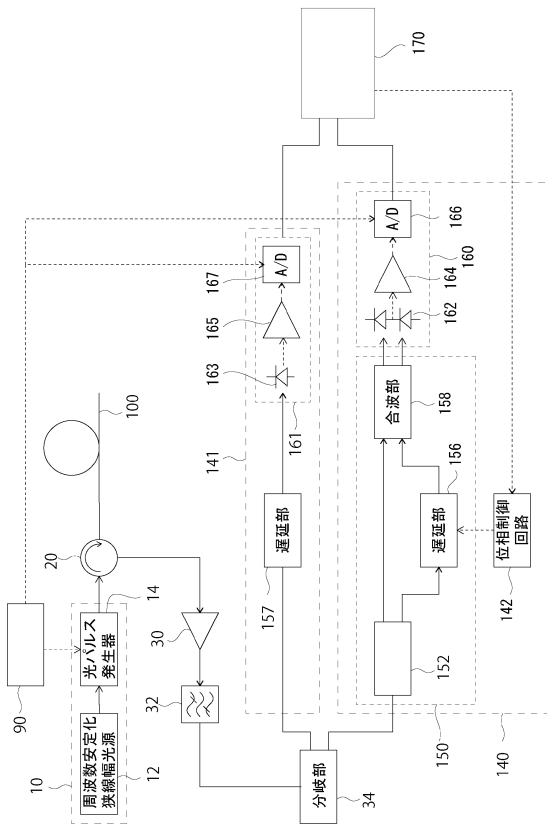 10
周波数安定化
狭線幅光源
12
光パルス
発生器
14
90
20
100
30
32
分岐部
34
141
遅延部
157
163
165
167
A/D
161
170
140
150
152
遅延部
156
合波部
158
162
164
A/D
166
160
位相制御
回路
142